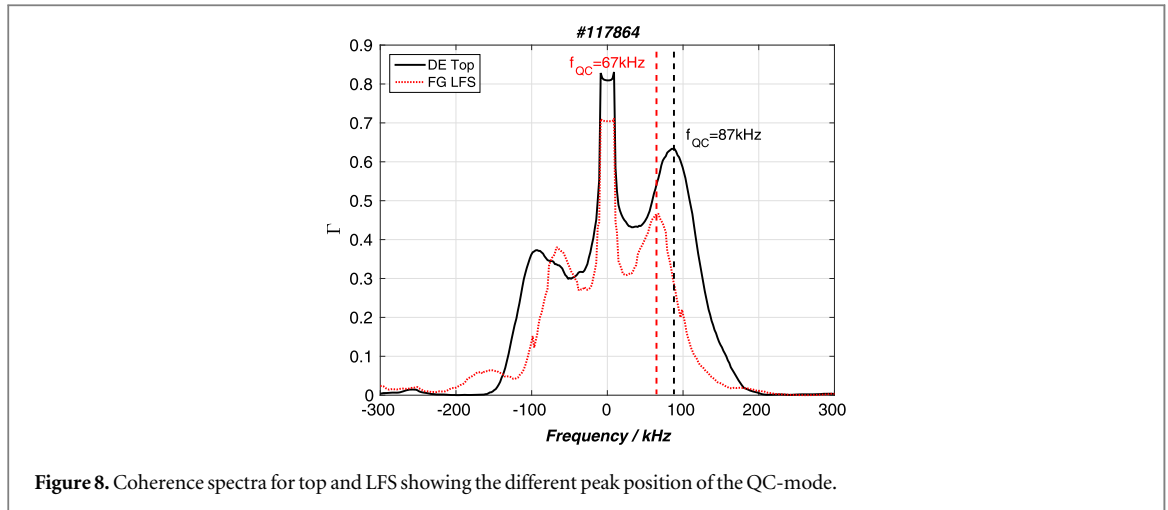 #117864
0.9
0.8
0.7
0.6
0.5
0.4
0.3
0.2
0.1
0
Γ
DE Top
FG LFS
f_QC=67kHz
f_QC=87kHz
-300 -200 -100 0 100 200 300
Frequency / kHz
Figure 8. Coherence spectra for top and LFS showing the different peak position of the QC-mode.